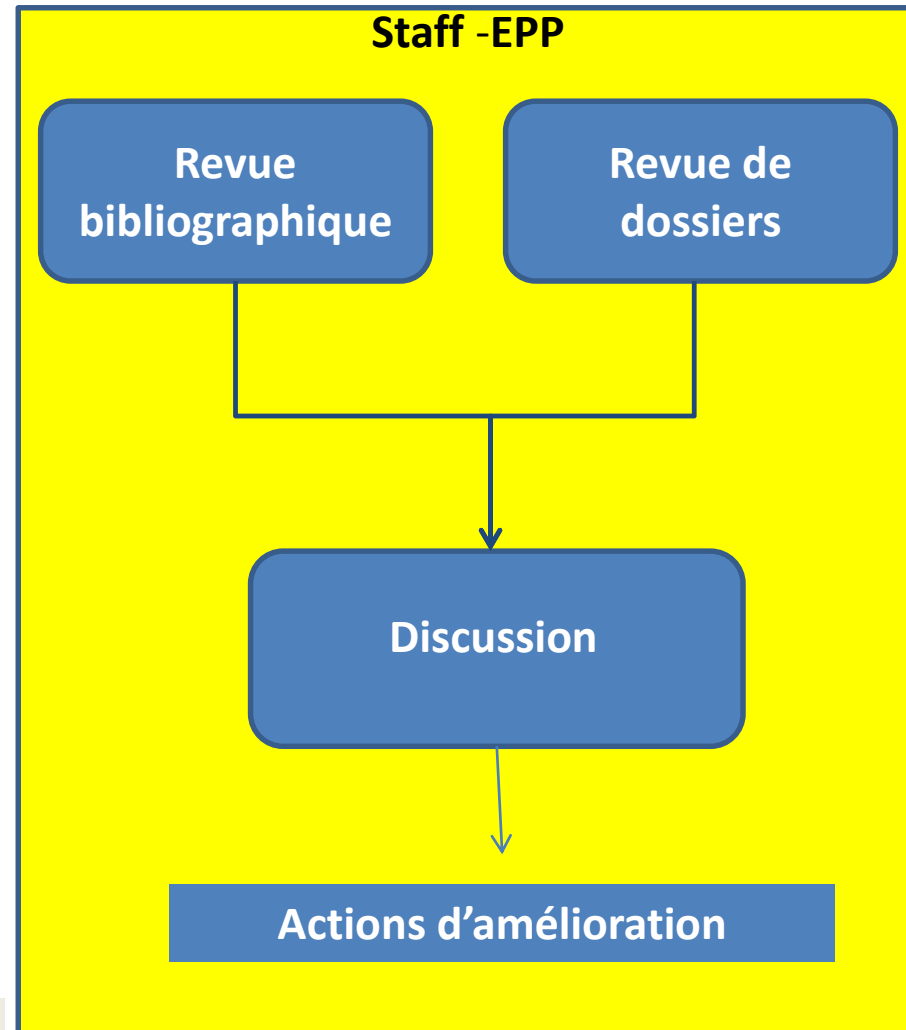 Staff -EPP
Revue
bibliographique
Revue de
dossiers
Discussion
Actions d’amélioration